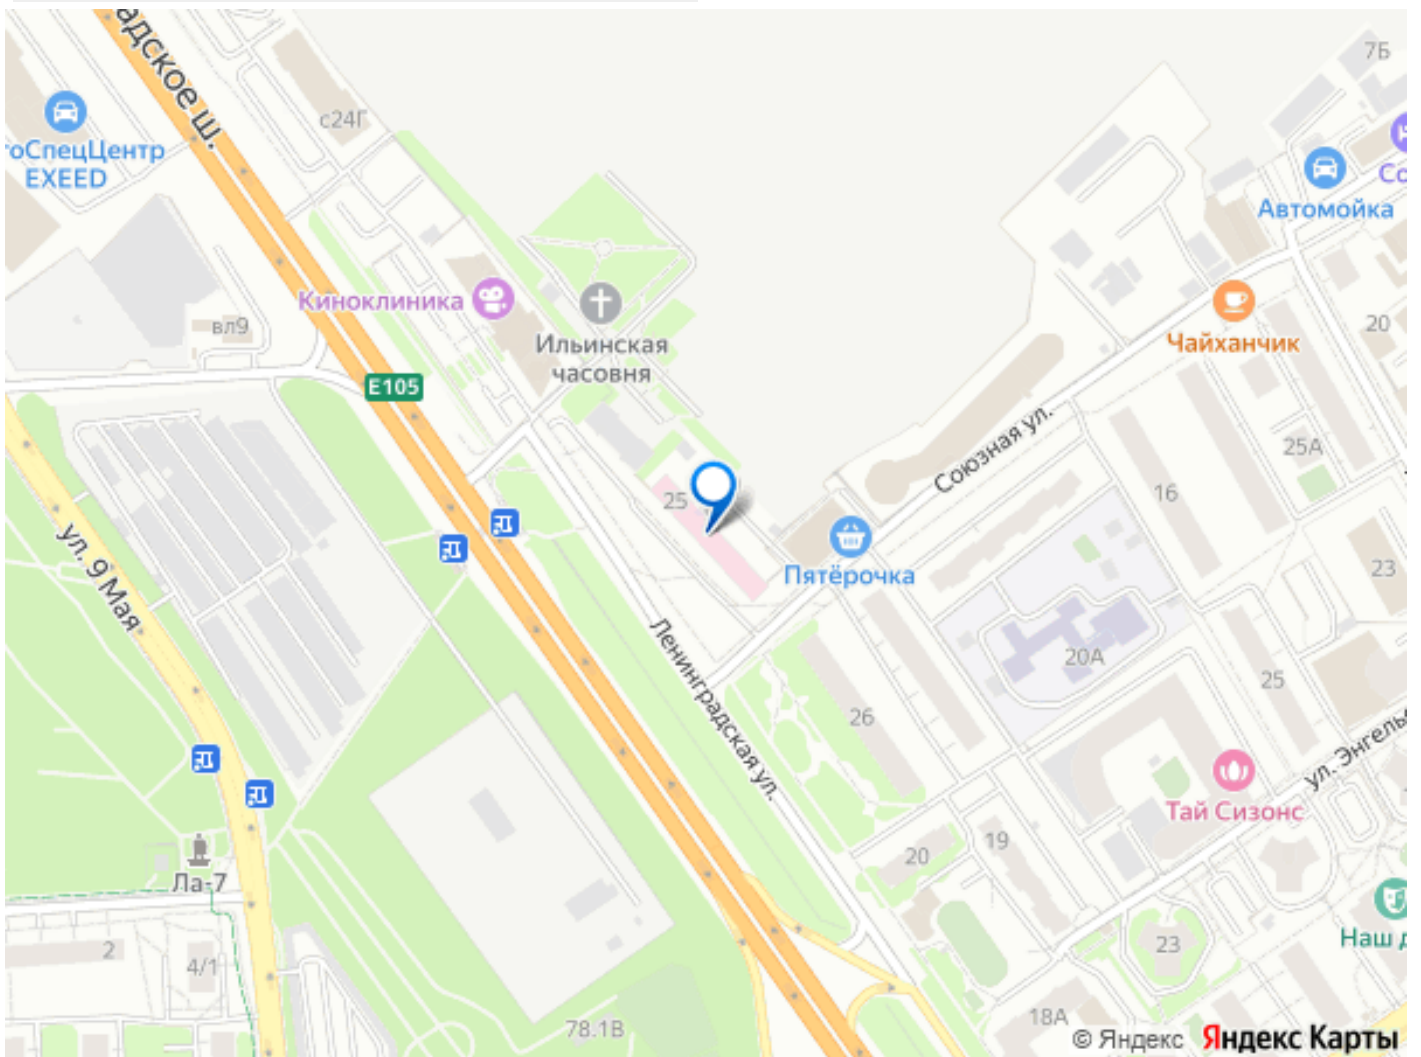 адское ш.
7Б
с24Г
оСпецЦентр
EXEED
Автомойка
Со
Киноклиника
вл9
Ильинская
часовня
Чайханчик
20
E105
Союзная ул.
25А
16
25
ул. 9 Мая
Пятёрочка
23
Ленинградская ул.
20А
25
26
ул. Энгель
Тай Сизонс
19
20
Ла-7
Наш д
2
4/1
23
18А
78.1В
© Яндекс Яндекс Карты